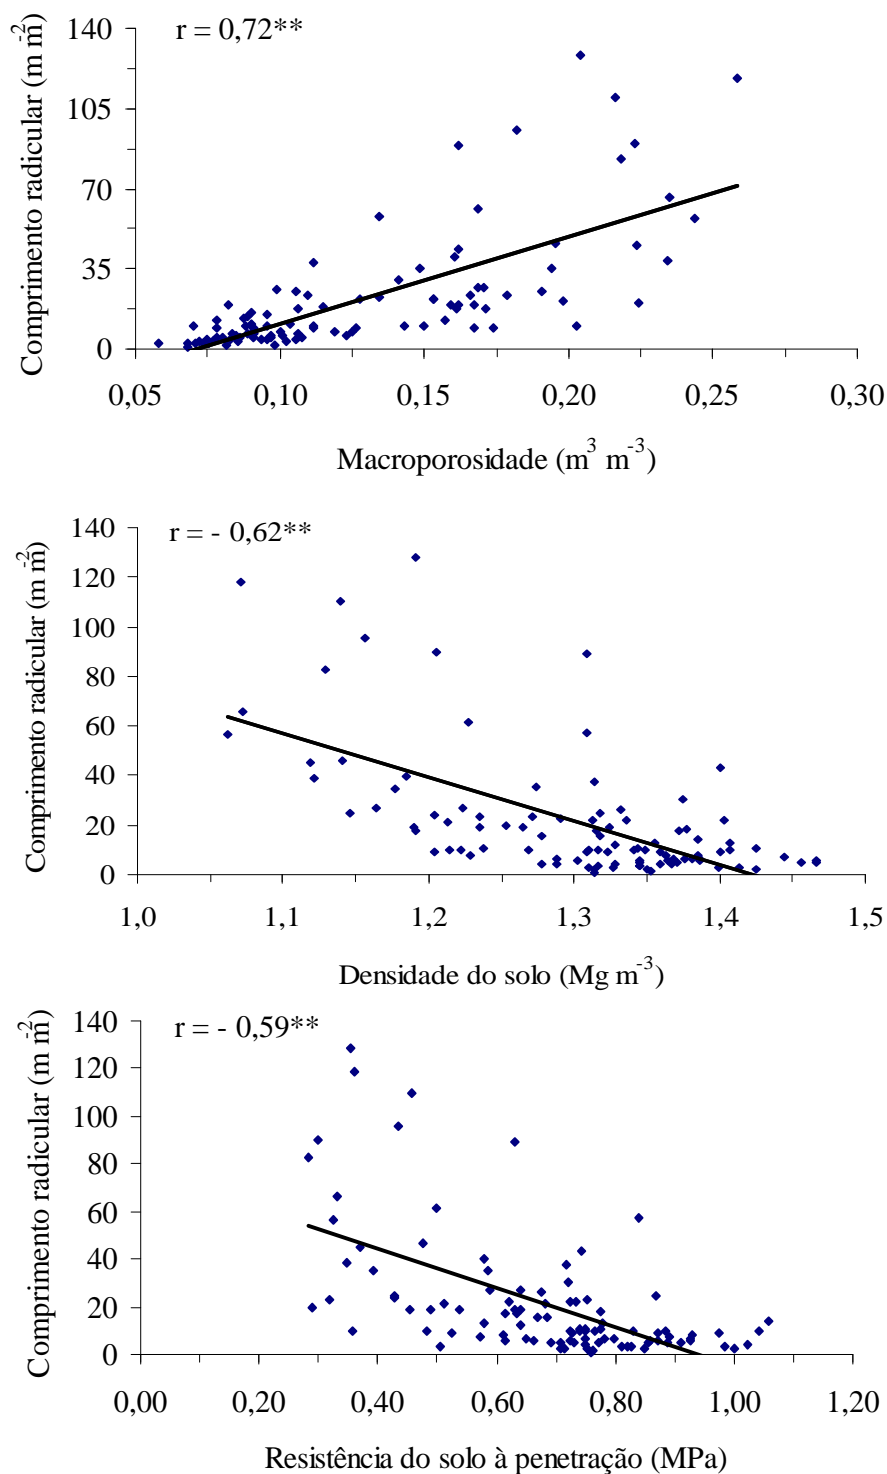 r = 0,72**
Comprimento radicular (m m-2)
140
105
70
35
0
0,05 0,10 0,15 0,20 0,25 0,30
Macroporosidade (m3 m-3)
r = - 0,62**
Comprimento radicular (m m-2)
140
120
100
80
60
40
20
0
1,0 1,1 1,2 1,3 1,4 1,5
Densidade do solo (Mg m-3)
r = - 0,59**
Comprimento radicular (m m-2)
140
120
100
80
60
40
20
0
0,00 0,20 0,40 0,60 0,80 1,00 1,20
Resistência do solo à penetração (MPa)